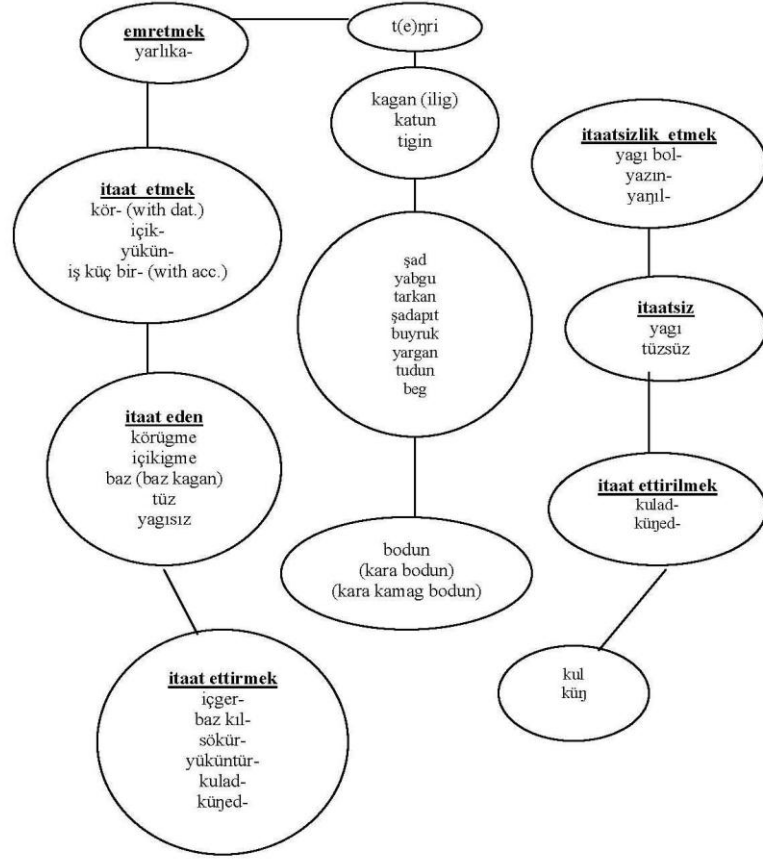 emretmek
yarlıka-
t(e)ŋri
kagan (ilig)
katun
tigin
itaat etmek
kör- (with dat.)
içik-
yükün-
iş küç bir- (with acc.)
şad
yabgu
tarkan
şadapıt
buyruk
yargan
tudun
beg
itaatsizlik etmek
yagı bol-
yazın-
yaŋıl-
itaatsiz
yagı
tüzsüz
itaat eden
körügme
içikigme
baz (baz kagan)
tüz
yagısız
itaat ettirilmek
kulad-
küŋed-
bodun
(kara bodun)
(kara kamag bodun)
itaat ettirmek
içger-
baz kıl-
sökür-
yüküntür-
kulad-
küŋed-
kul
küŋ